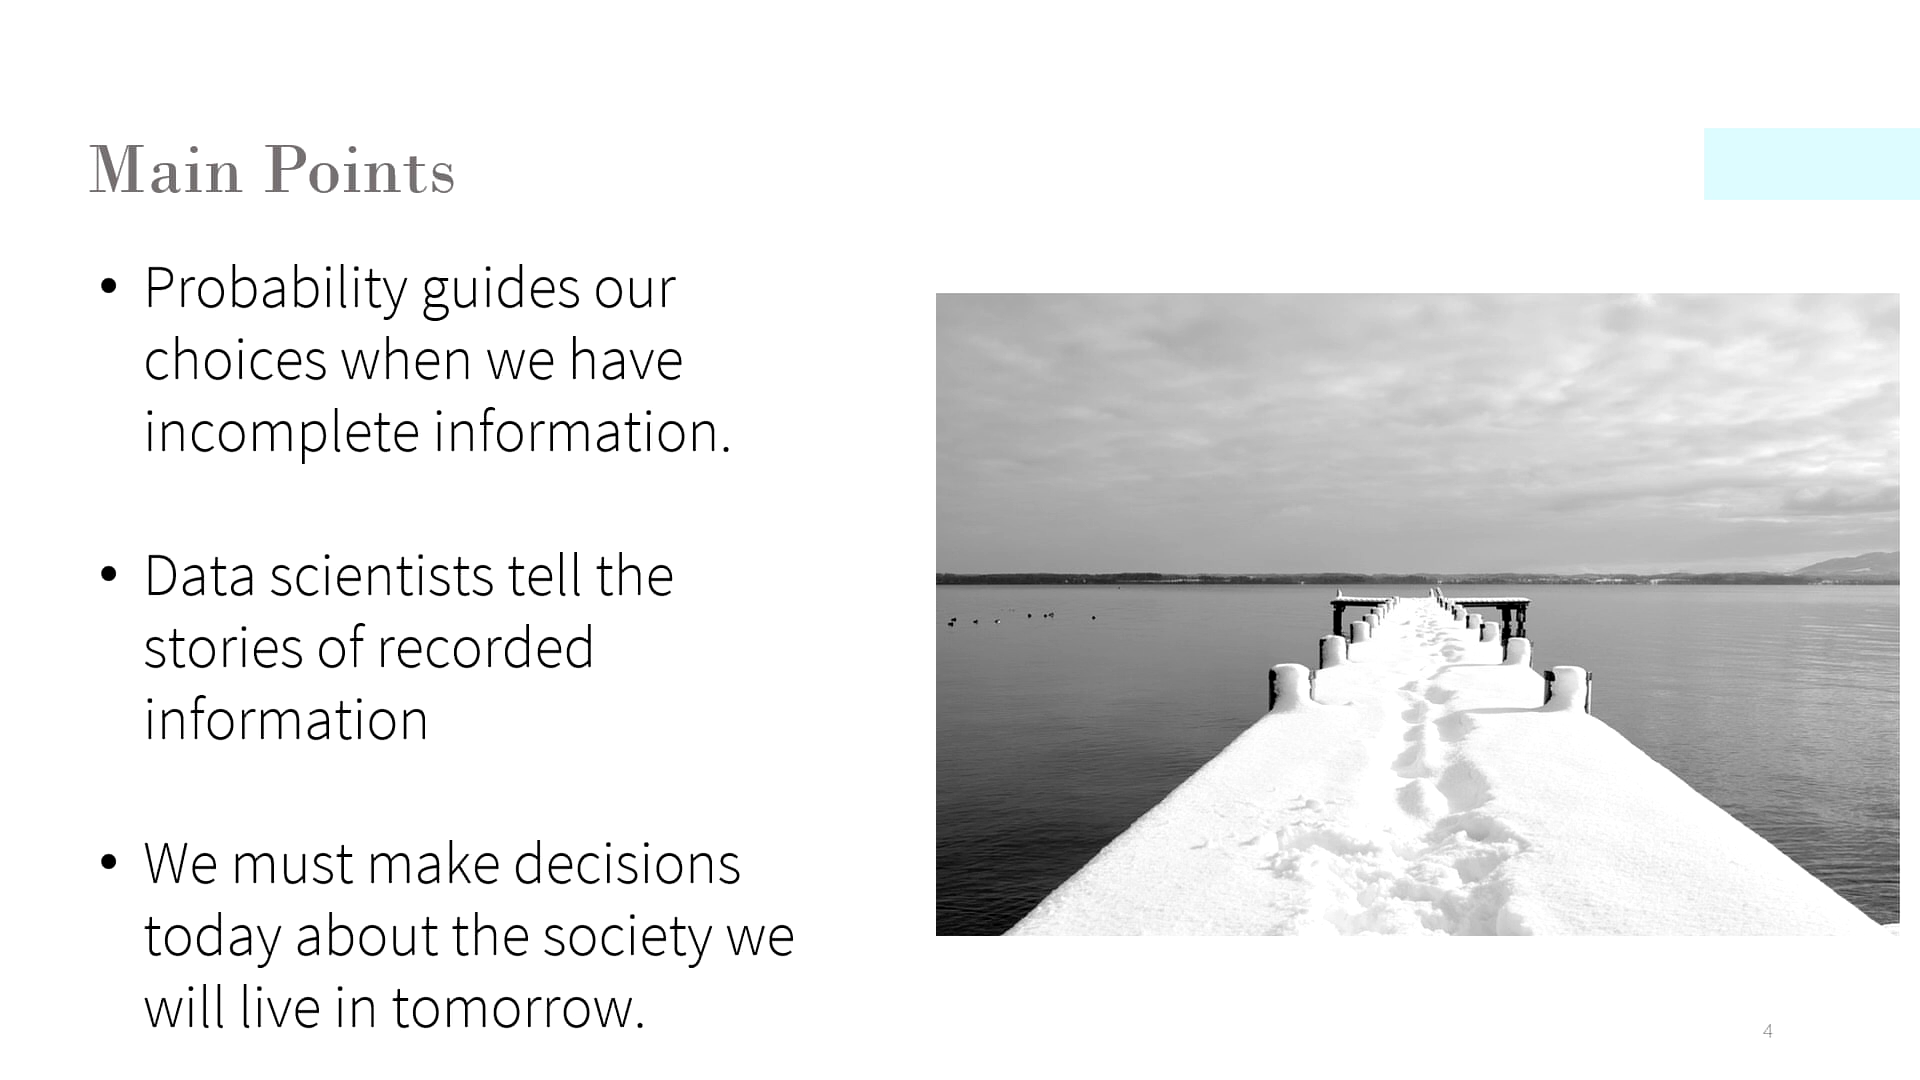 Main Points
• Probability guides our
choices when we have
incomplete information.
• Data scientists tell the
stories of recorded
information
• We must make decisions
today about the society we
will live in tomorrow.
4